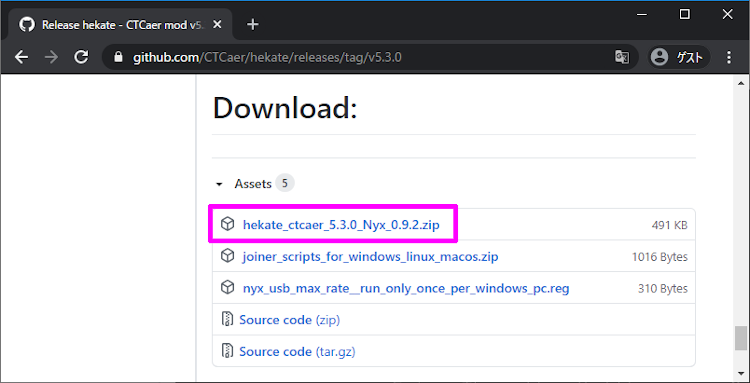 Release hekate - CTCaer mod v5.
github.com/CTCaer/hekate/releases/tag/v5.3.0
ゲスト
Download:
Assets 5
hekate_ctcaer_5.3.0_Nyx_0.9.2.zip 491 KB
joiner_scripts_for_windows_linux_macos.zip 1016 Bytes
nyx_usb_max_rate__run_only_once_per_windows_pc.reg 310 Bytes
Source code (zip)
Source code (tar.gz)